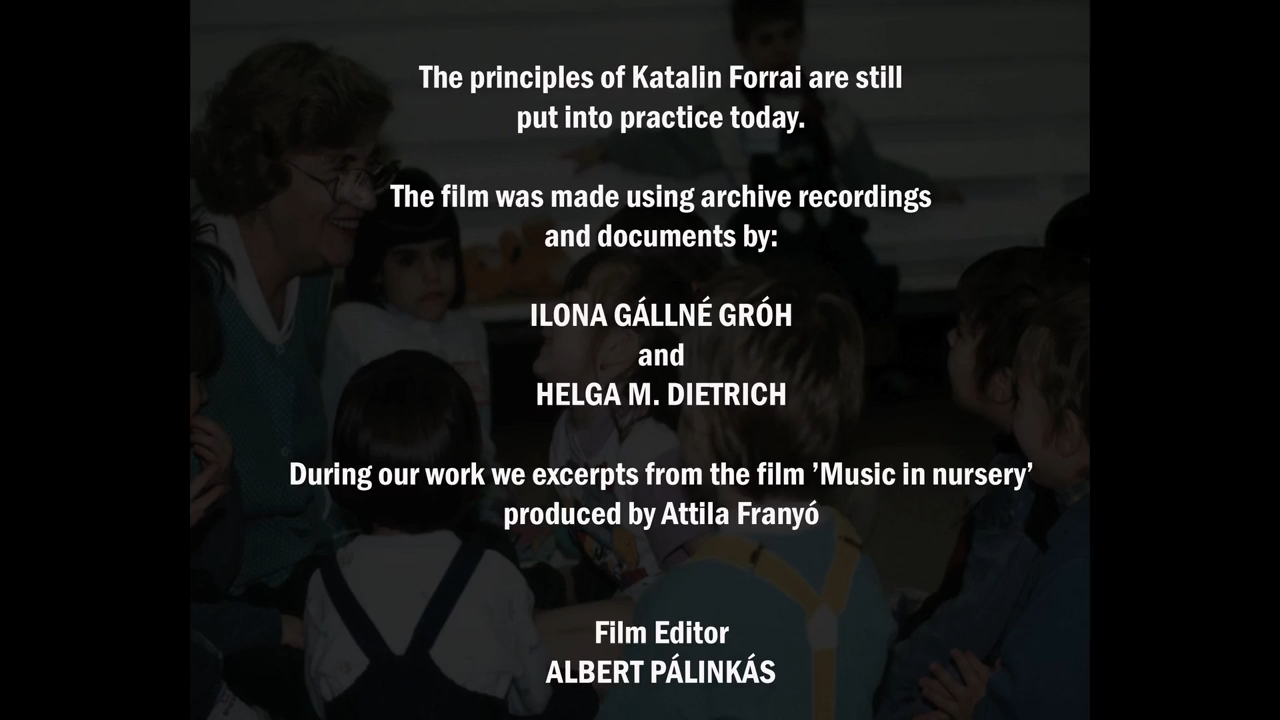 The principles of Katalin Forrai are still
put into practice today.
The film was made using archive recordings
and documents by:
ILONA GÁLLNÉ GRÓH
and
HELGA M. DIETRICH
During our work we excerpts from the film ’Music in nursery’
produced by Attila Franyó
Film Editor
ALBERT PÁLINKÁS